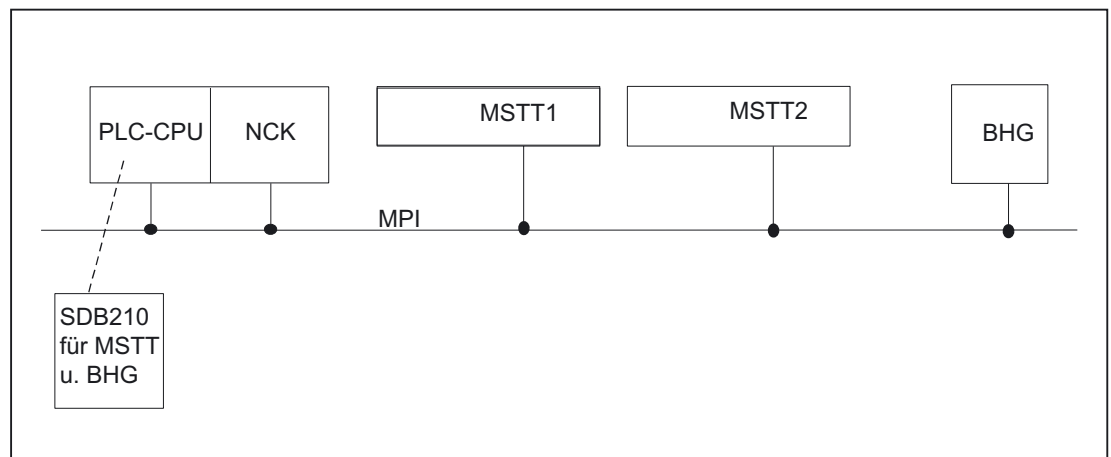 PLC-CPU
NCK
MSTT1
MSTT2
BHG
MPI
SDB210
für MSTT
u. BHG